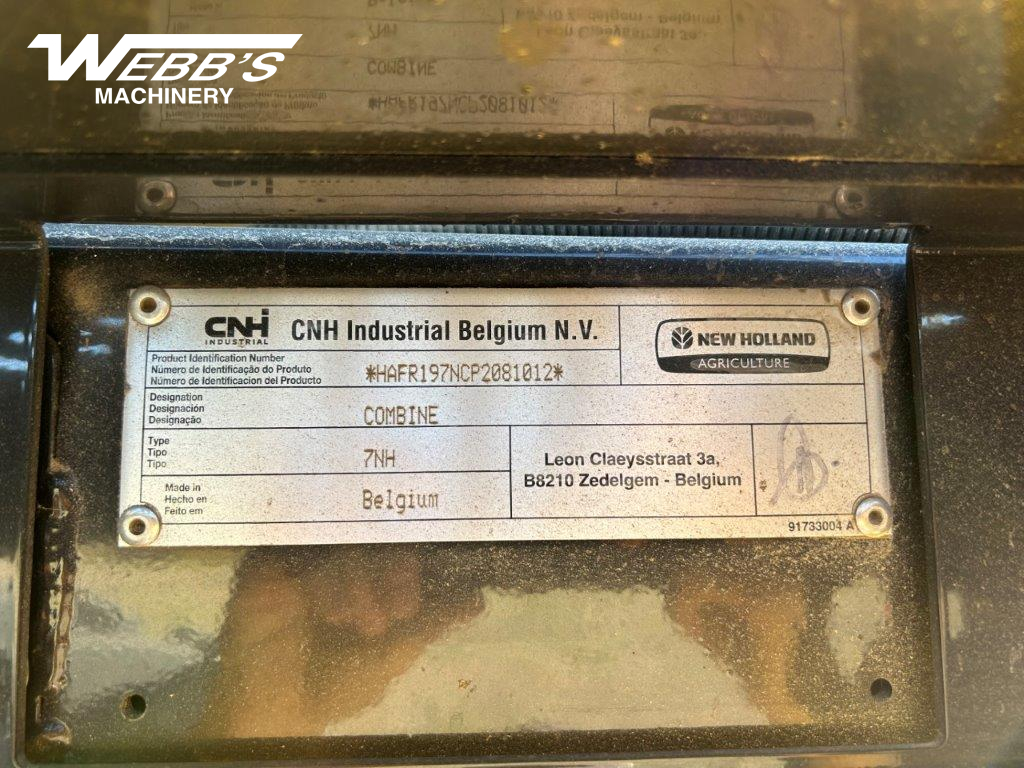 WEBB'S
MACHINERY
CNH
INDUSTRIAL
CNH Industrial Belgium N.V.
NEW HOLLAND
AGRICULTURE
Product Identification Number
Número de Identificação do Produto
Número de Identificacion del Producto
*HAFR197NCP2081012*
Designation
Designación
Designação
COMBINE
Type
Tipo
Tipo
7NH
Leon Claeysstraat 3a,
B8210 Zedelgem - Belgium
Made in
Hecho en
Feito em
Belgium
91733004 A